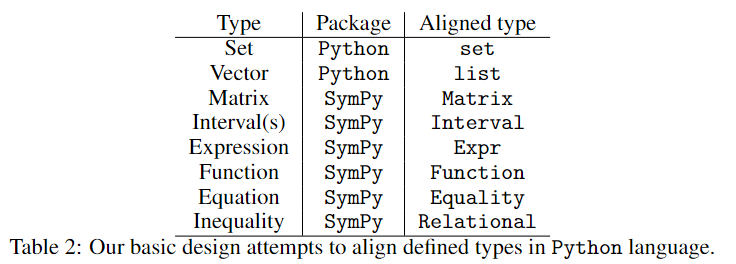 Type Package Aligned type
Set Python set
Vector Python list
Matrix SymPy Matrix
Interval(s) SymPy Interval
Expression SymPy Expr
Function SymPy Function
Equation SymPy Equality
Inequality SymPy Relational
Table 2: Our basic design attempts to align defined types in Python language.